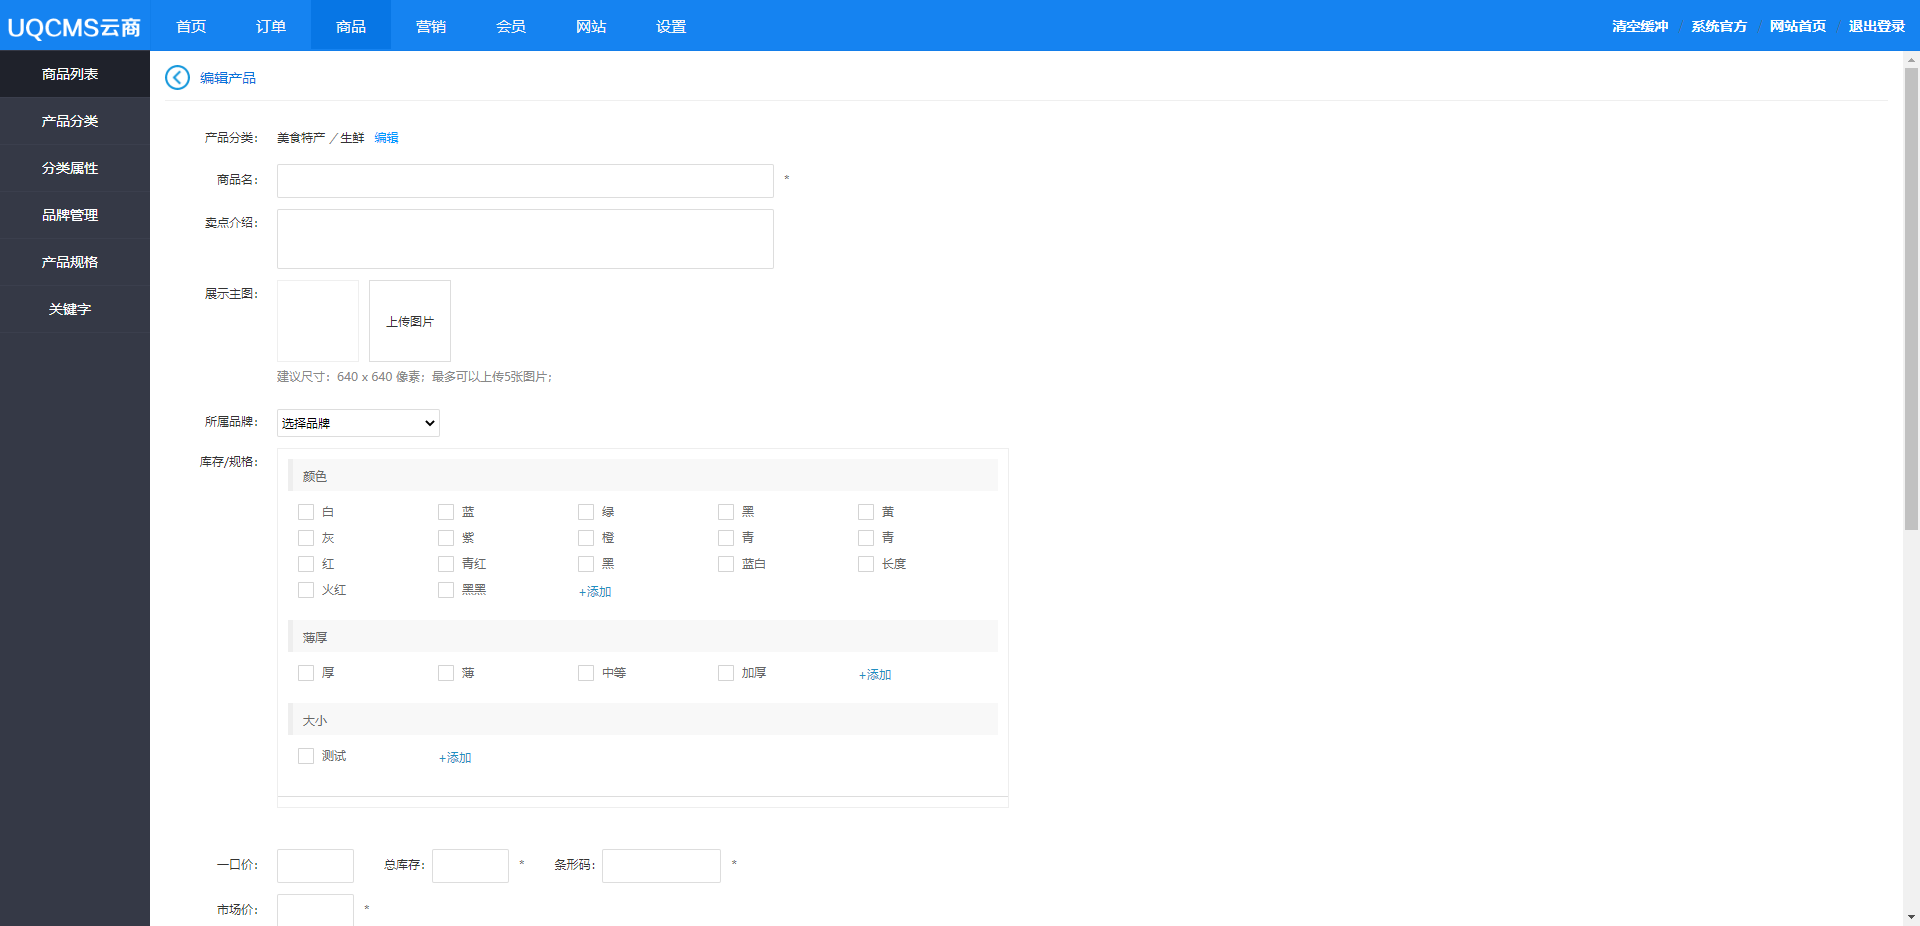 UQCMS云商 首页 订单 商品 营销 会员 网站 设置 清空缓冲 / 系统官方 / 网站首页 / 退出登录
商品列表
产品分类
分类属性
品牌管理
产品规格
关键字
编辑产品
产品分类: 美食特产 / 生鲜 编辑
商品名: *
卖点介绍:
展示主图: 上传图片
建议尺寸：640 x 640 像素；最多可以上传5张图片；
所属品牌: 选择品牌
库存/规格:
颜色
白 蓝 绿 黑 黄
灰 紫 橙 青 青
红 青红 黑 蓝白 长度
火红 黑黑 +添加
薄厚
厚 薄 中等 加厚 +添加
大小
测试 +添加
一口价: 总库存: * 条形码: *
市场价: *